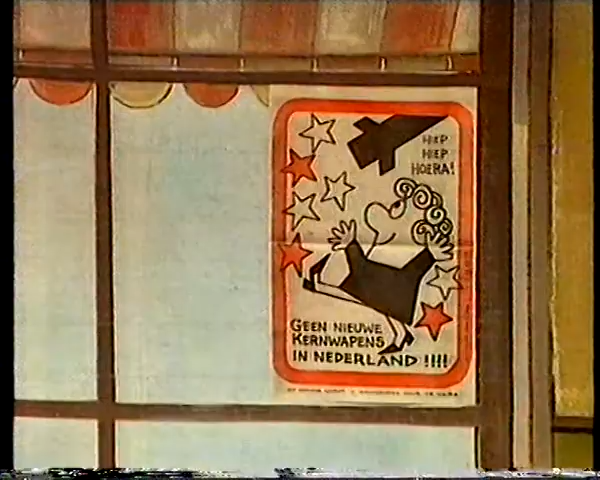 HIEP
HIEP
HOERA!
GEEN NIEUWE
KERNWAPENS
IN NEDERLAND !!!!